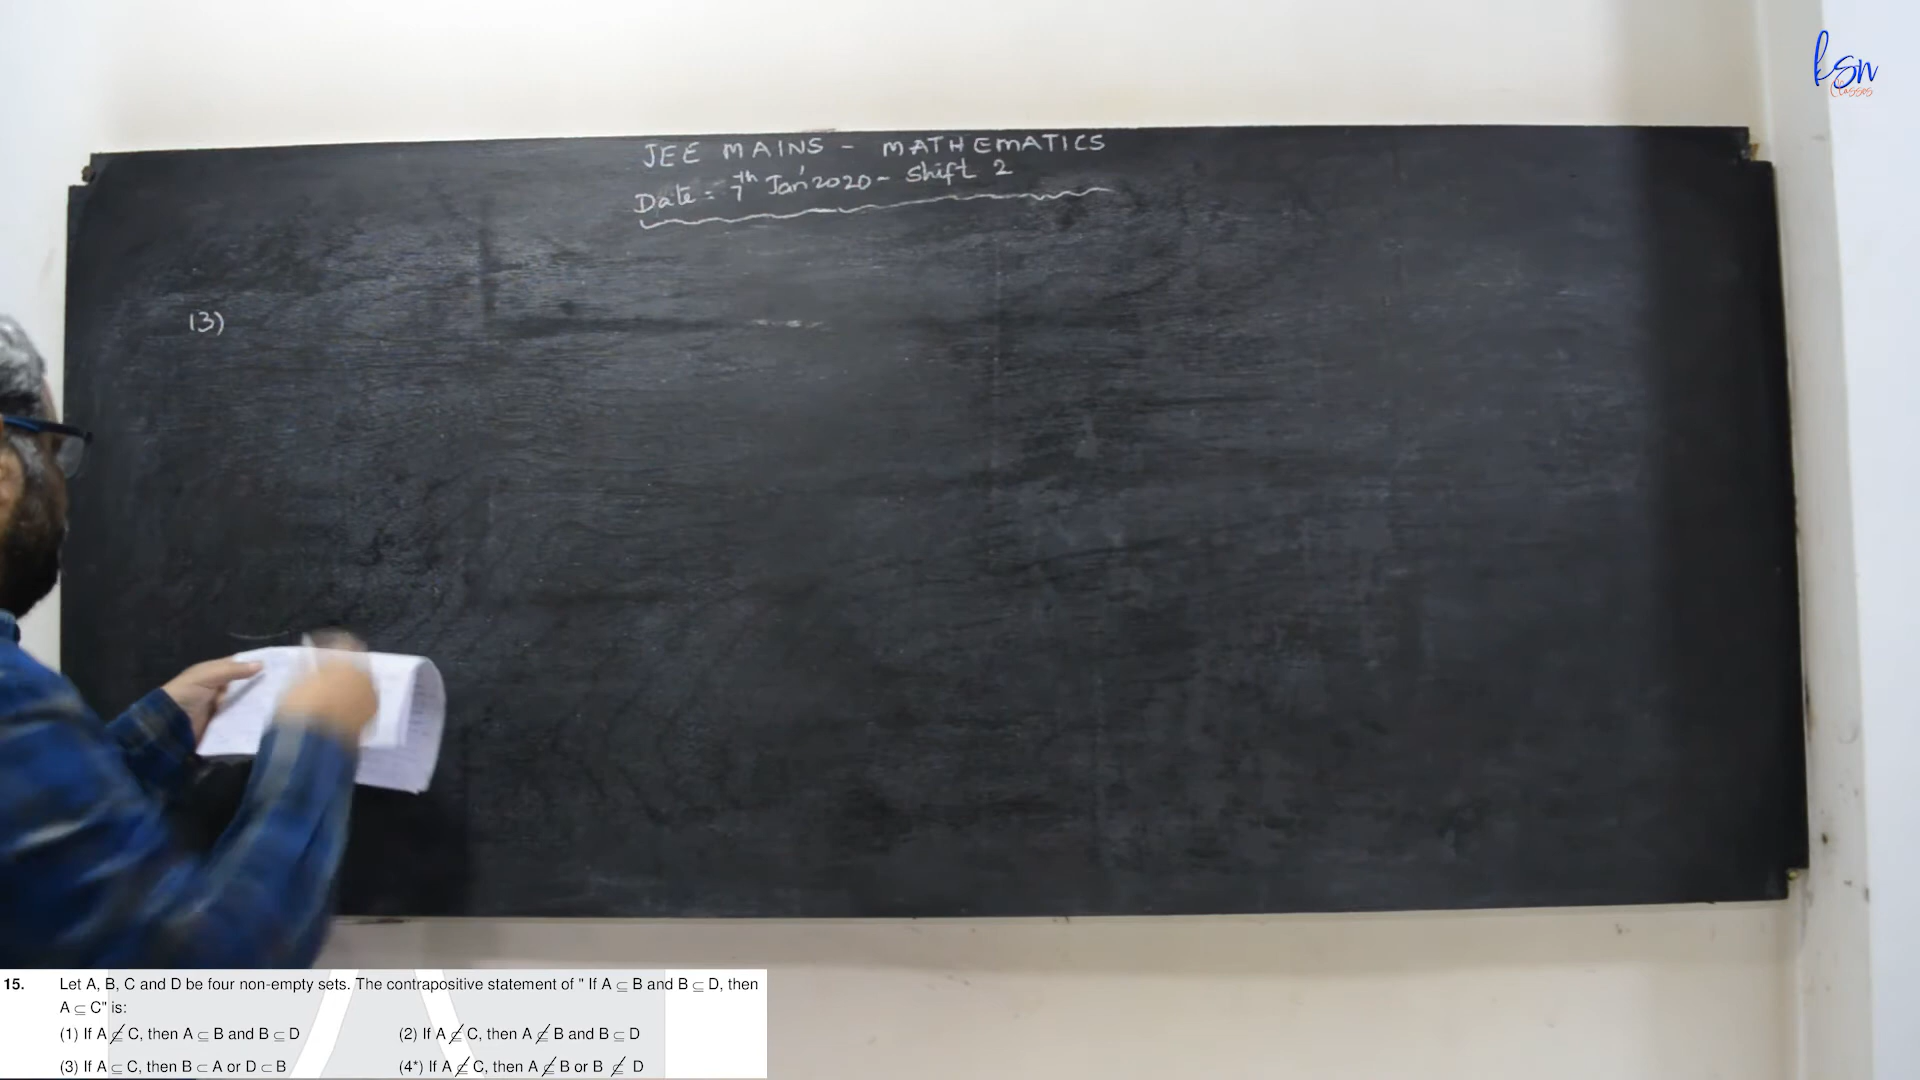 ksn
Classes
JEE MAINS - MATHEMATICS
Date: 7th Jan' 2020 - Shift 2
13)
15. Let A, B, C and D be four non-empty sets. The contrapositive statement of " If A ⊆ B and B ⊆ D, then
A ⊆ C" is:
(1) If A ⊈ C, then A ⊆ B and B ⊆ D (2) If A ⊈ C, then A ⊈ B and B ⊆ D
(3) If A ⊆ C, then B ⊂ A or D ⊂ B (4*) If A ⊈ C, then A ⊈ B or B ⊈ D